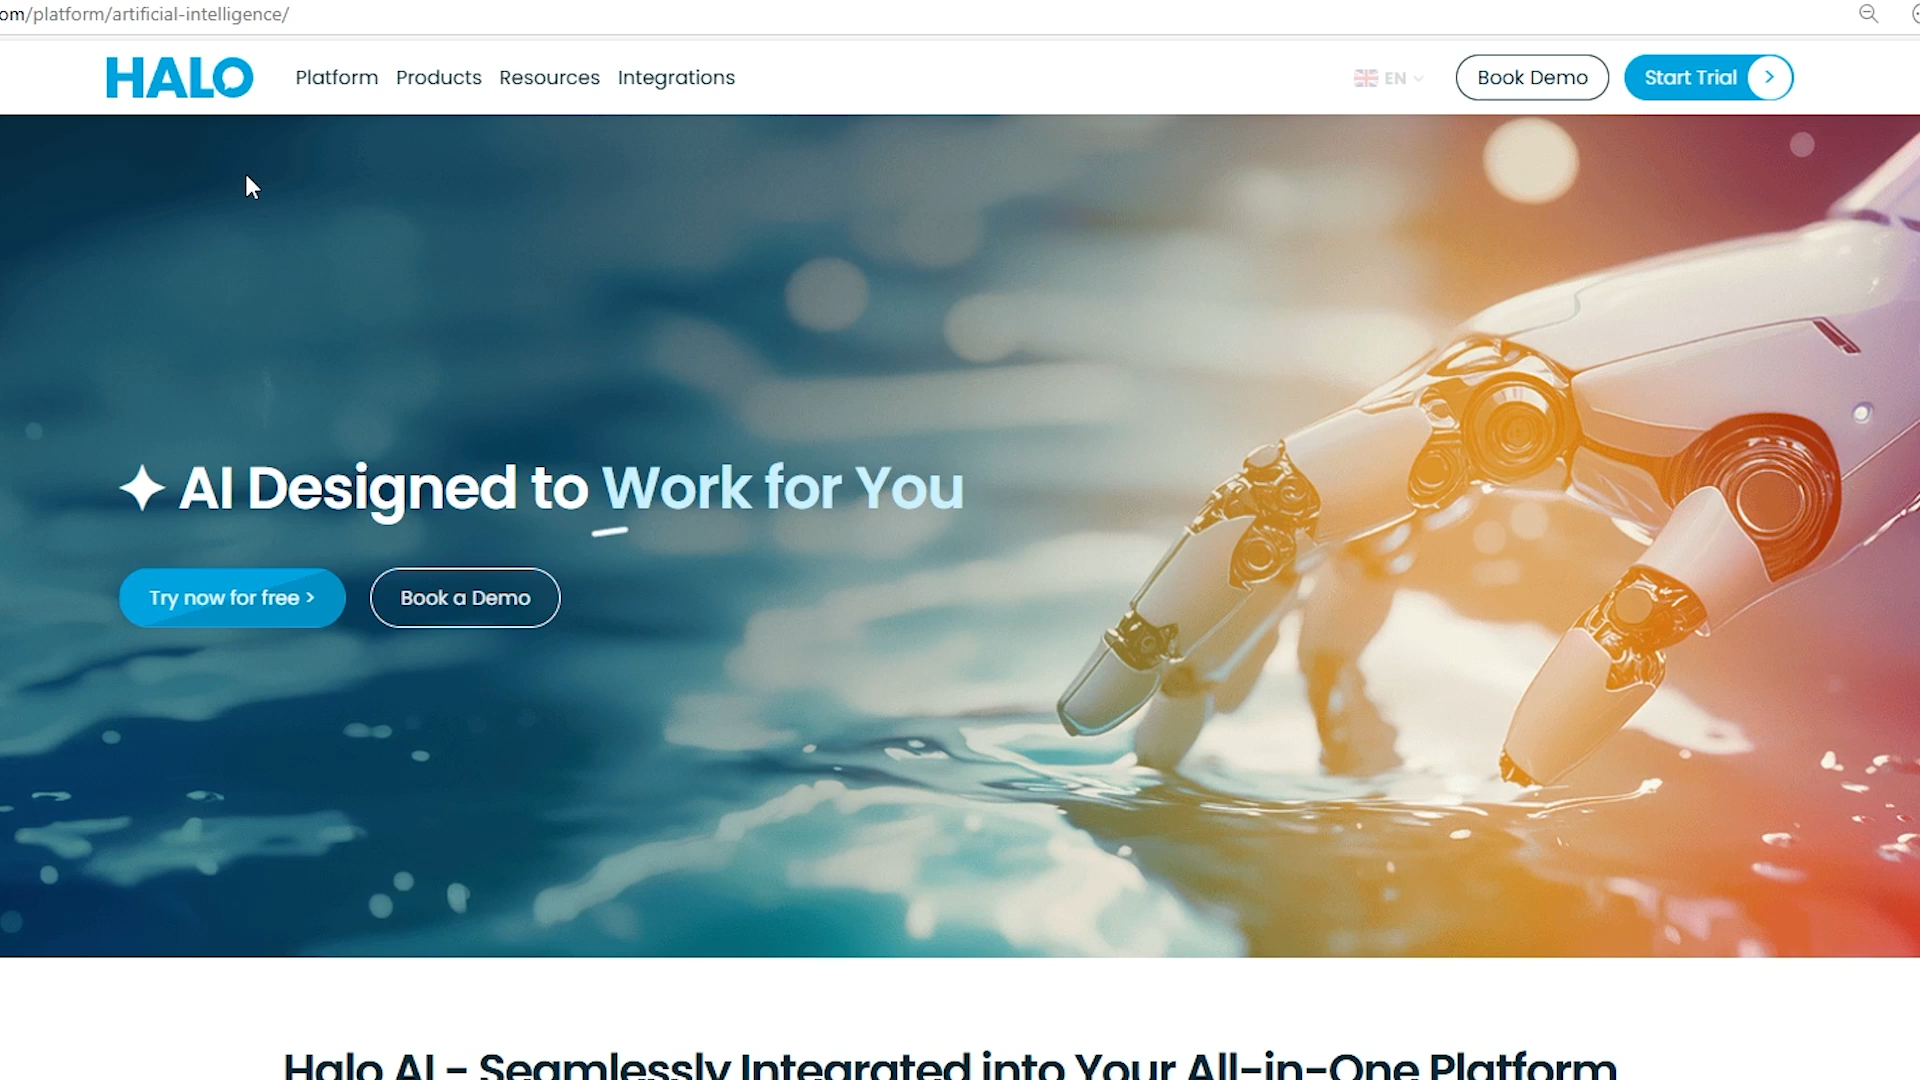 om/platform/artificial-intelligence/
HALO Platform Products Resources Integrations EN Book Demo Start Trial >
AI Designed to Work for You
Try now for free > Book a Demo
Halo AI - Seamlessly Integrated into Your All-in-One Platform